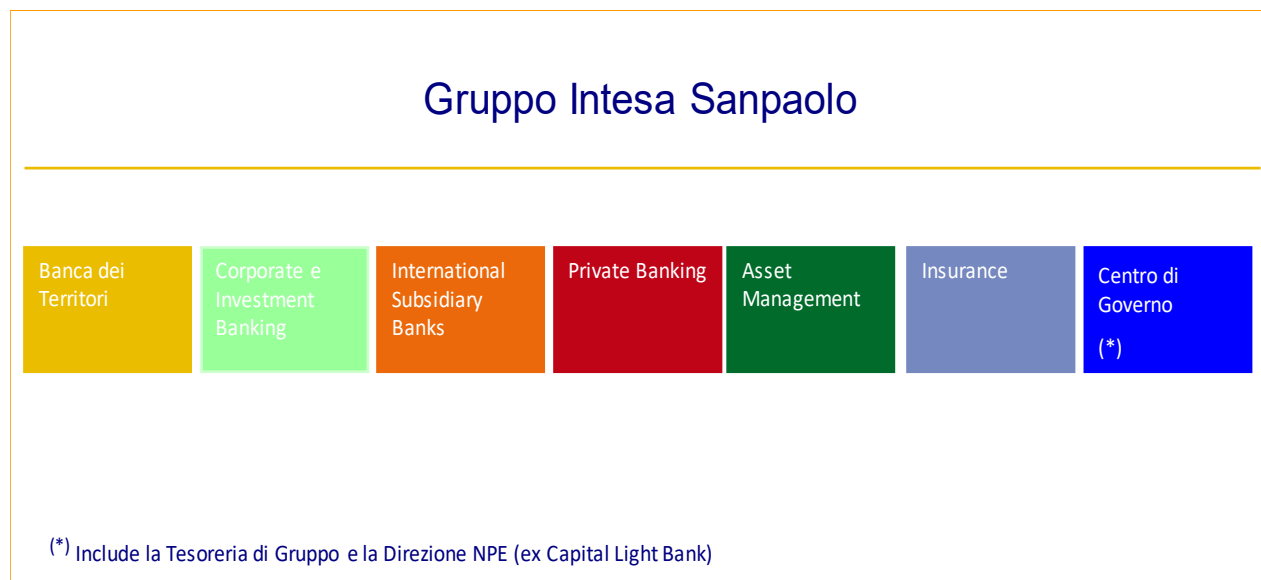 Gruppo Intesa Sanpaolo
Banca dei
Territori
Corporate e
Investment
Banking
International
Subsidiary
Banks
Private Banking
Asset
Management
Insurance
Centro di
Governo
(*)
(*) Include la Tesoreria di Gruppo e la Direzione NPE (ex Capital Light Bank)